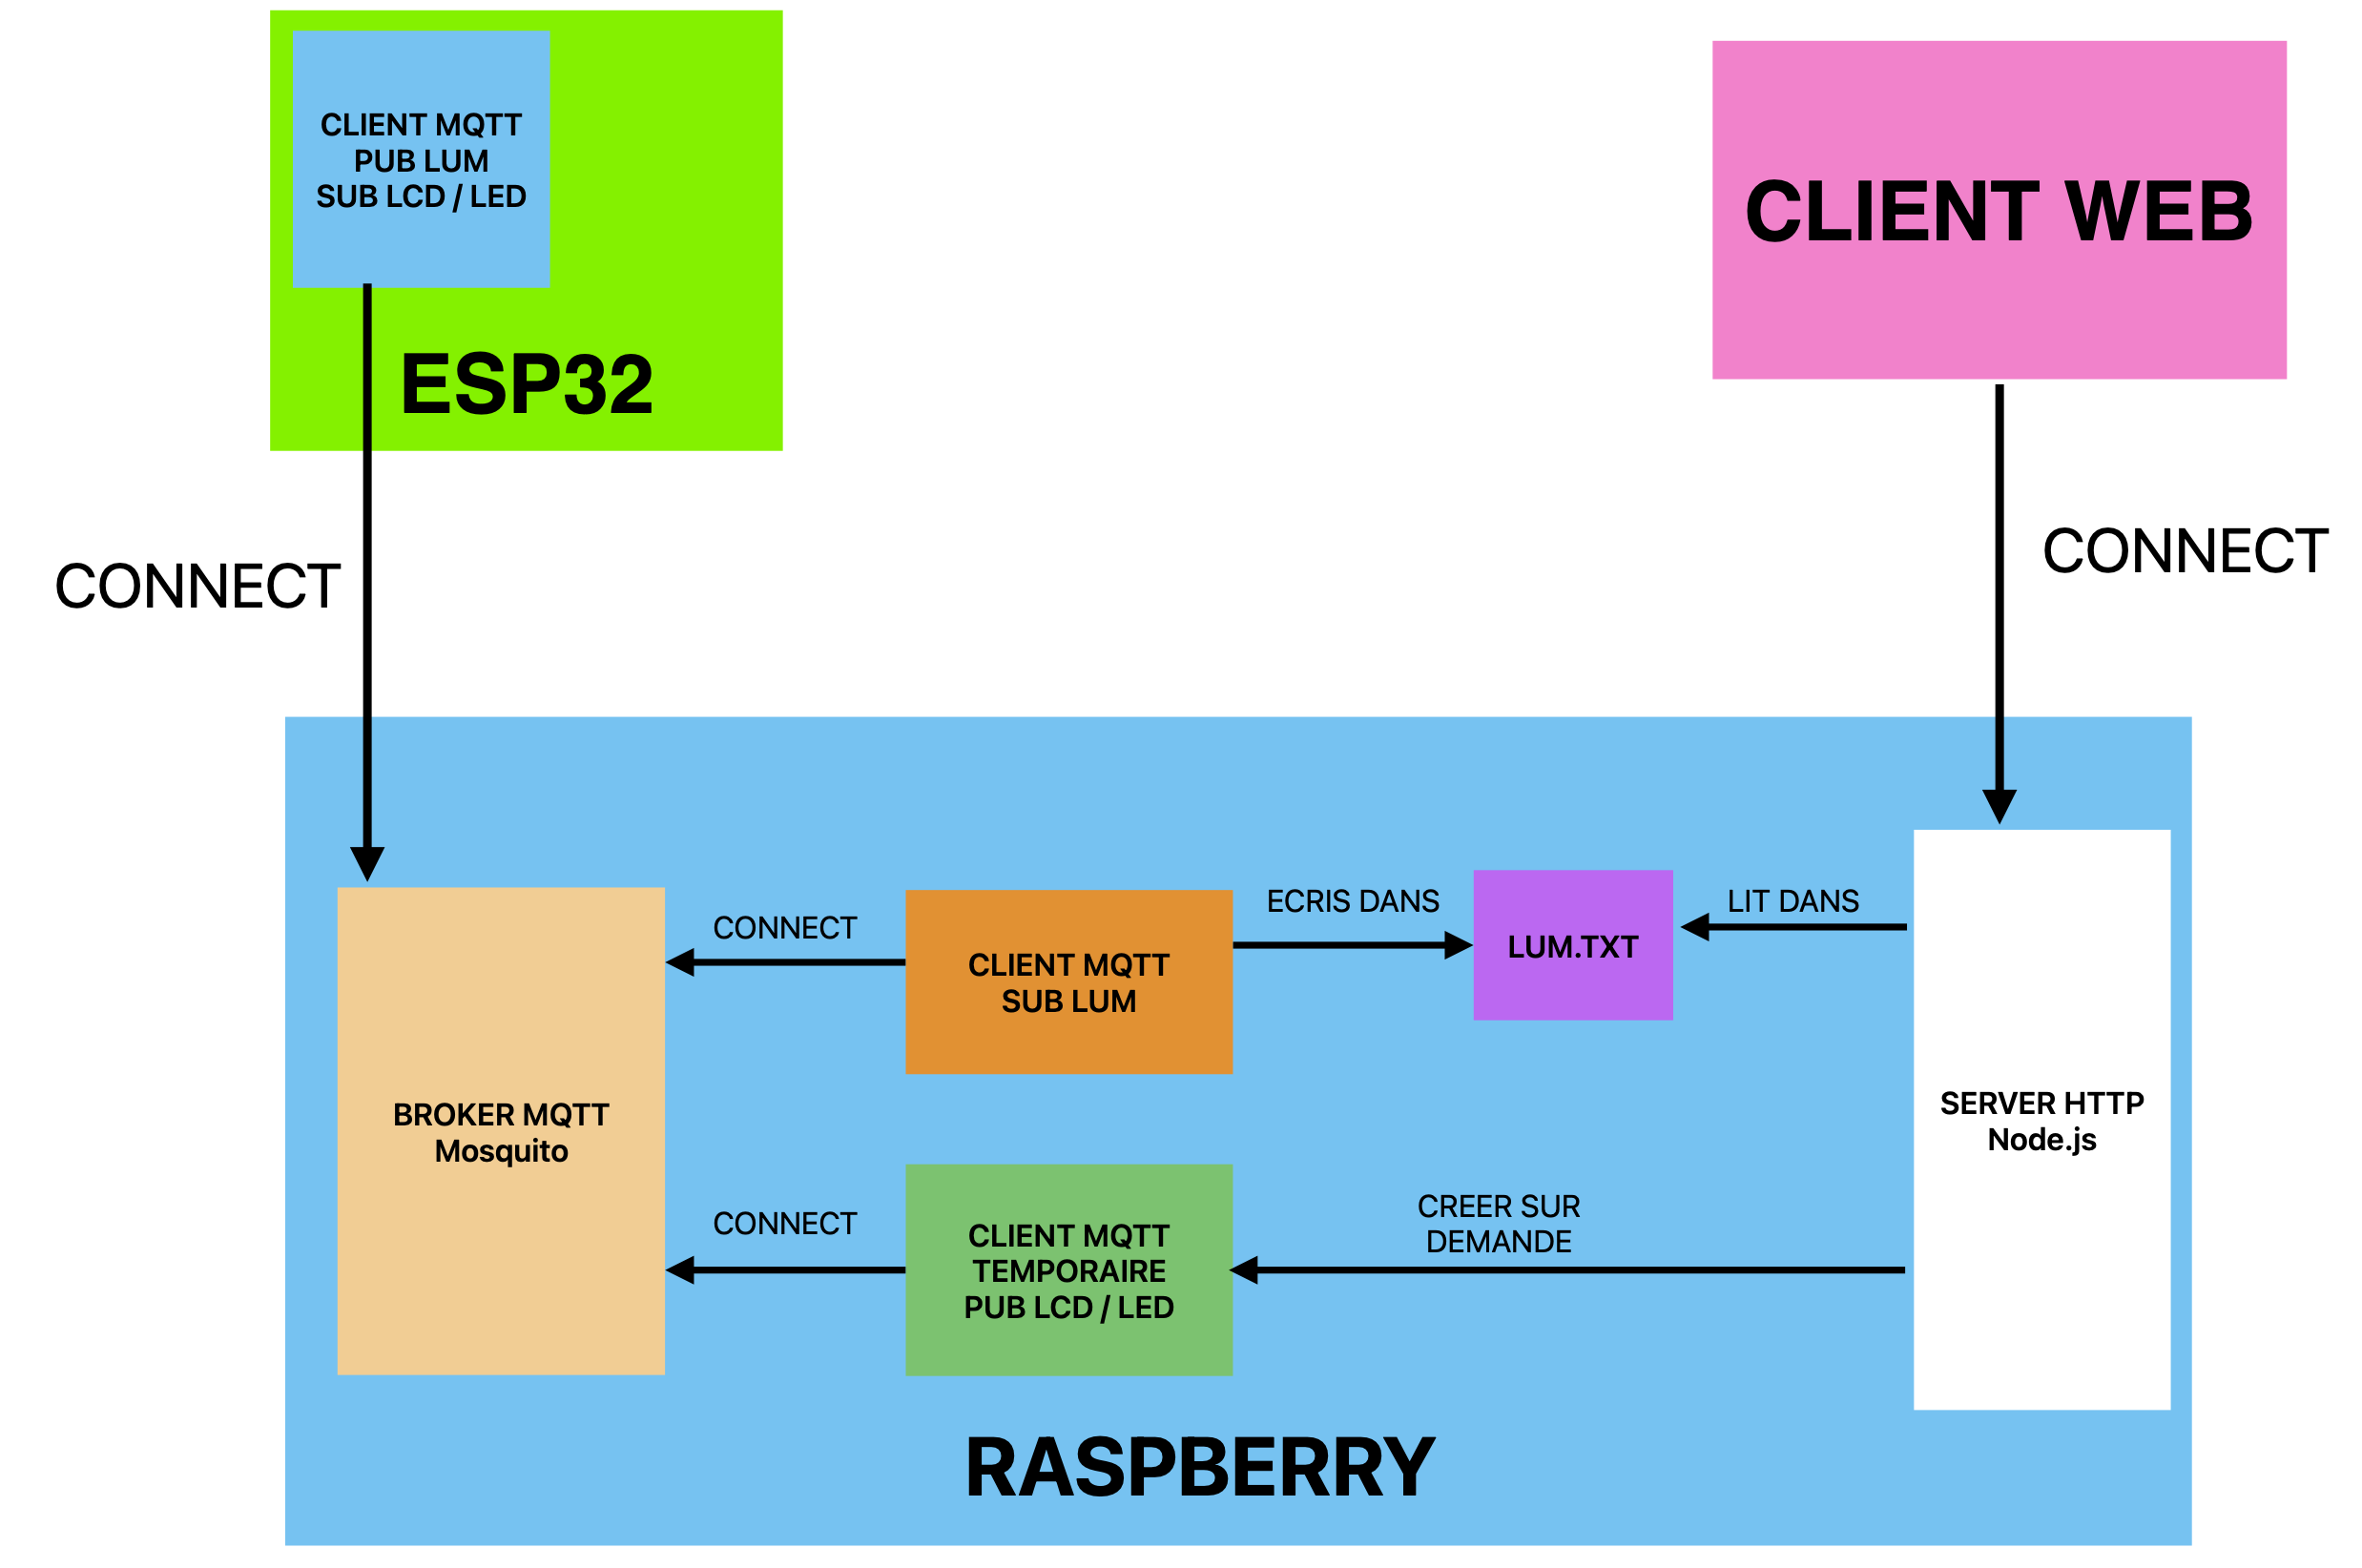 CLIENT MQTT
PUB LUM
SUB LCD / LED
ESP32
CLIENT WEB
CONNECT
CONNECT
CONNECT
CLIENT MQTT
SUB LUM
ECRIS DANS
LUM.TXT
LIT DANS
BROKER MQTT
Mosquito
SERVER HTTP
Node.js
CONNECT
CLIENT MQTT
TEMPORAIRE
PUB LCD / LED
CREER SUR
DEMANDE
RASPBERRY